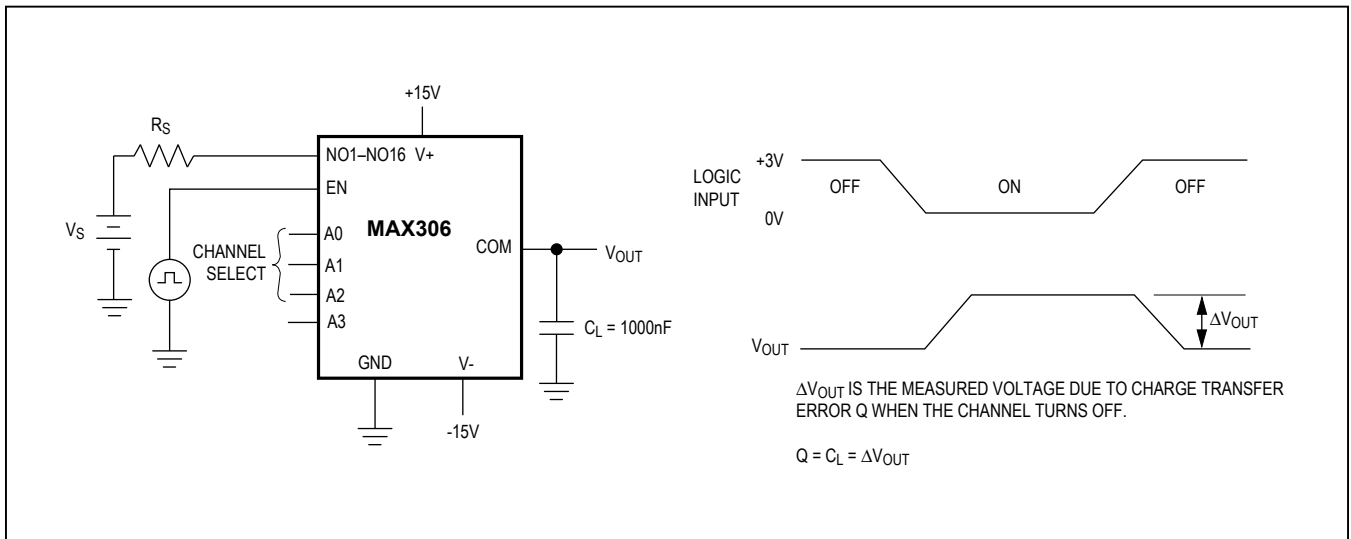 +15V
RS
NO1–NO16 V+
EN
VS
A0
MAX306
COM
VOUT
CHANNEL
SELECT
A1
A2
A3
CL = 1000nF
GND
V-
-15V
LOGIC
INPUT
+3V
OFF
ON
OFF
0V
VOUT
ΔVOUT
ΔVOUT IS THE MEASURED VOLTAGE DUE TO CHARGE TRANSFER
ERROR Q WHEN THE CHANNEL TURNS OFF.
Q = CL = ΔVOUT